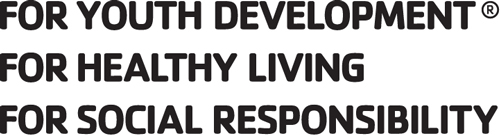 FOR YOUTH DEVELOPMENT®
FOR HEALTHY LIVING
FOR SOCIAL RESPONSIBILITY